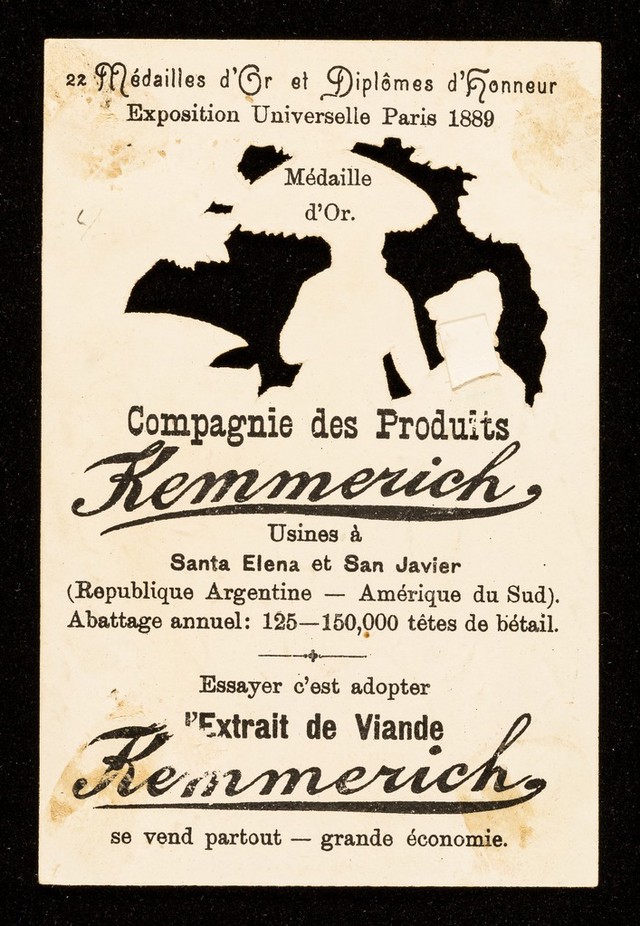 22 Médailles d'Or et Diplômes d'Honneur
Exposition Universelle Paris 1889
Médaille
d'Or.
Compagnie des Produits
Kemmerich
Usines à
Santa Elena et San Javier
(Republique Argentine — Amérique du Sud).
Abattage annuel: 125—150,000 têtes de bétail.
Essayer c'est adopter
l'Extrait de Viande
Kemmerich
se vend partout — grande économie.